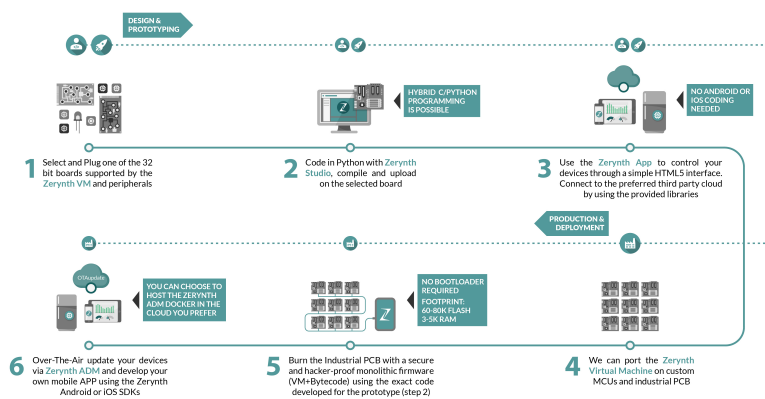 DESIGN &
PROTOTYPING
HYBRID C/PYTHON
PROGRAMMING
IS POSSIBLE
NO ANDROID OR
IOS CODING
NEEDED
Z
1
Select and Plug one of the 32
bit boards supported by the
Zerynth VM and peripherals
2
Code in Python with Zerynth
Studio, compile and upload
on the selected board
3
Use the Zerynth App to control your
devices through a simple HTML5 interface.
Connect to the preferred third party cloud
by using the provided libraries
PRODUCTION &
DEPLOYMENT
OTAupdate
YOU CAN CHOOSE TO
HOST THE ZERYNTH
ADM DOCKER IN THE
CLOUD YOU PREFER
Z
NO BOOTLOADER
REQUIRED
FOOTPRINT:
60-80K FLASH
3-5K RAM
6
Over-The-Air update your devices
via Zerynth ADM and develop your
own mobile APP using the Zerynth
Android or iOS SDKs
5
Burn the Industrial PCB with a secure
and hacker-proof monolithic firmware
(VM+Bytecode) using the exact code
developed for the prototype (step 2)
4
We can port the Zerynth
Virtual Machine on custom
MCUs and industrial PCB